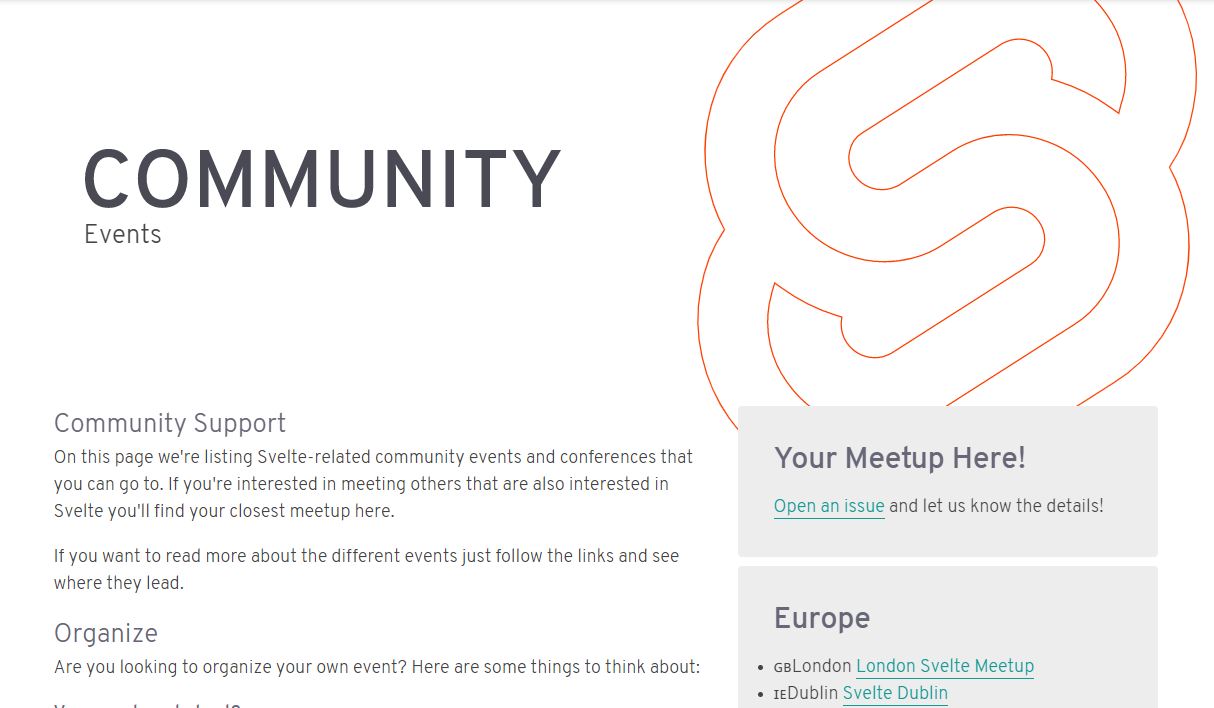 COMMUNITY
Events
Community Support
On this page we're listing Svelte-related community events and conferences that
you can go to. If you're interested in meeting others that are also interested in
Svelte you'll find your closest meetup here.
If you want to read more about the different events just follow the links and see
where they lead.
Organize
Are you looking to organize your own event? Here are some things to think about:
Your Meetup Here!
Open an issue and let us know the details!
Europe
GBLondon London Svelte Meetup
IEDublin Svelte Dublin